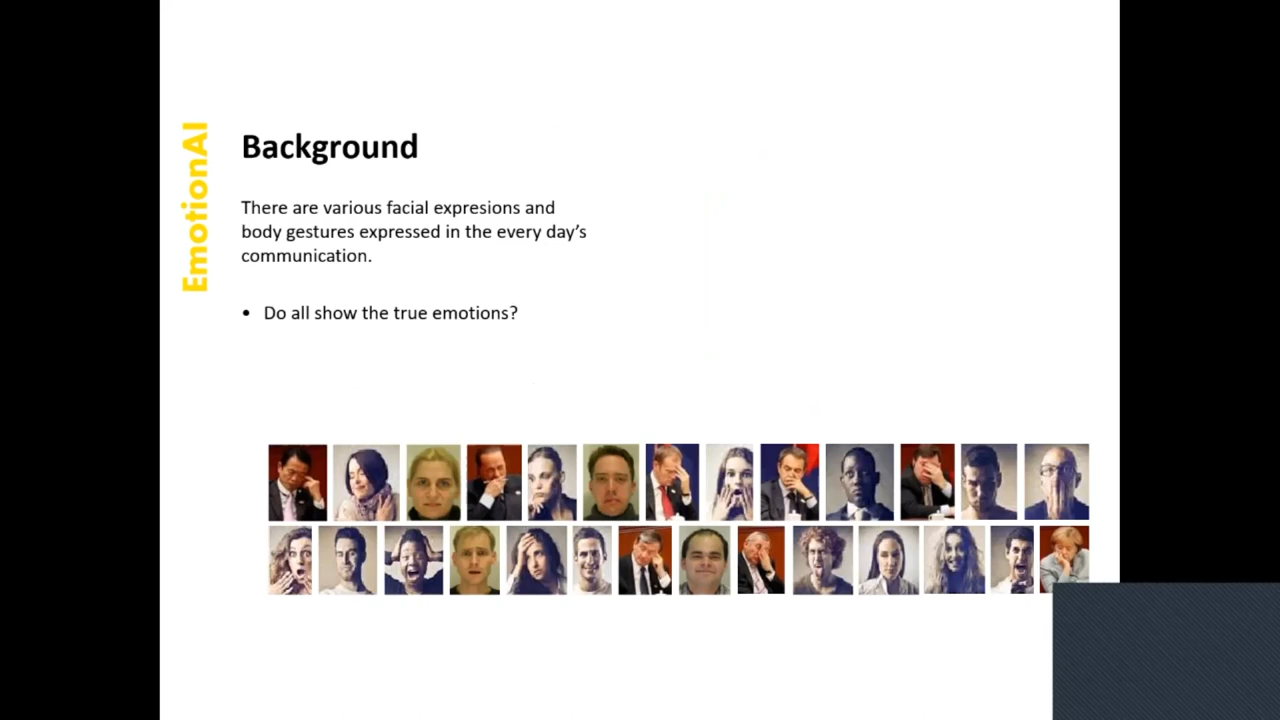 EmotionAI
Background
There are various facial expresions and
body gestures expressed in the every day's
communication.
• Do all show the true emotions?